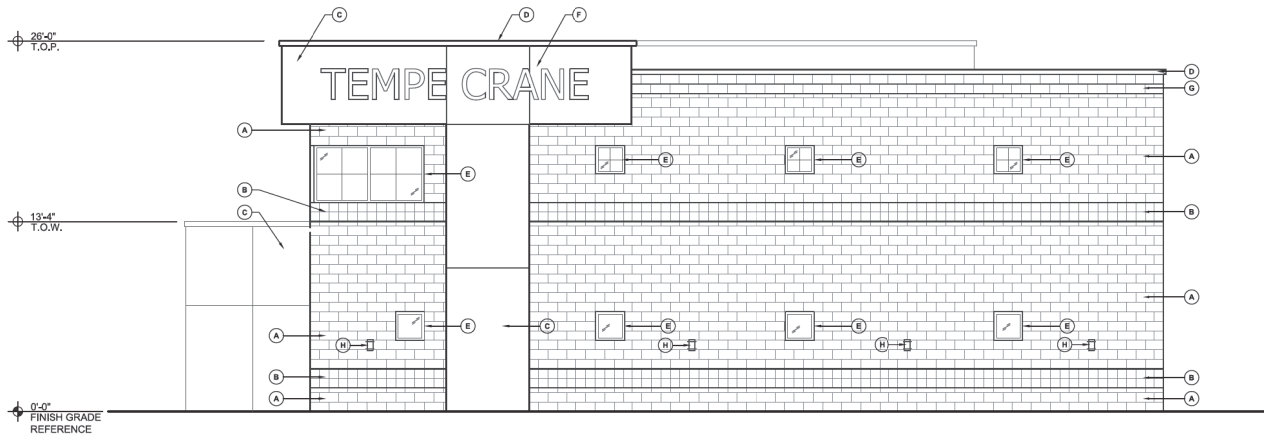 C
D
F
26'-0"
T.O.P.
TEMPE CRANE
D
G
A
E
E
E
E
A
B
B
C
13'-4"
T.O.W.
A
E
C
E
E
E
A
H
H
H
H
B
B
A
A
0'-0"
FINISH GRADE
REFERENCE